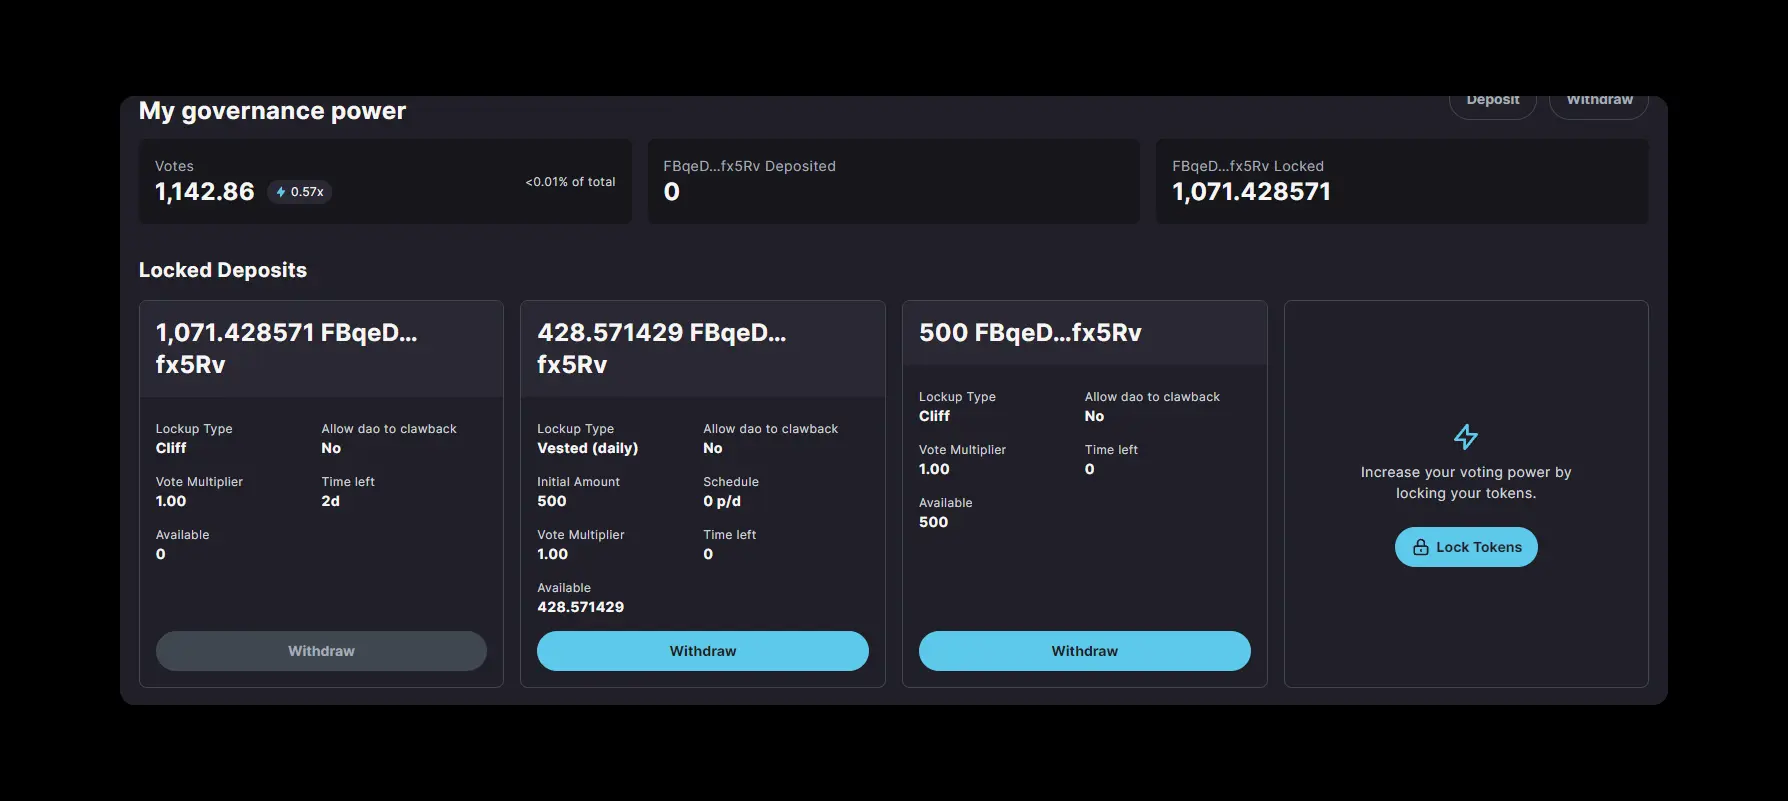 My governance power
Deposit
Withdraw
Votes
1,142.86
0.57x
<0.01% of total
FBqeD...fx5Rv Deposited
0
FBqeD...fx5Rv Locked
1,071.428571
Locked Deposits
1,071.428571 FBqeD...
fx5Rv
Lockup Type
Cliff
Allow dao to clawback
No
Vote Multiplier
1.00
Time left
2d
Available
0
Withdraw
428.571429 FBqeD...
fx5Rv
Lockup Type
Vested (daily)
Allow dao to clawback
No
Initial Amount
500
Schedule
0 p/d
Vote Multiplier
1.00
Time left
0
Available
428.571429
Withdraw
500 FBqeD...fx5Rv
Lockup Type
Cliff
Allow dao to clawback
No
Vote Multiplier
1.00
Time left
0
Available
500
Withdraw
Increase your voting power by
locking your tokens.
Lock Tokens